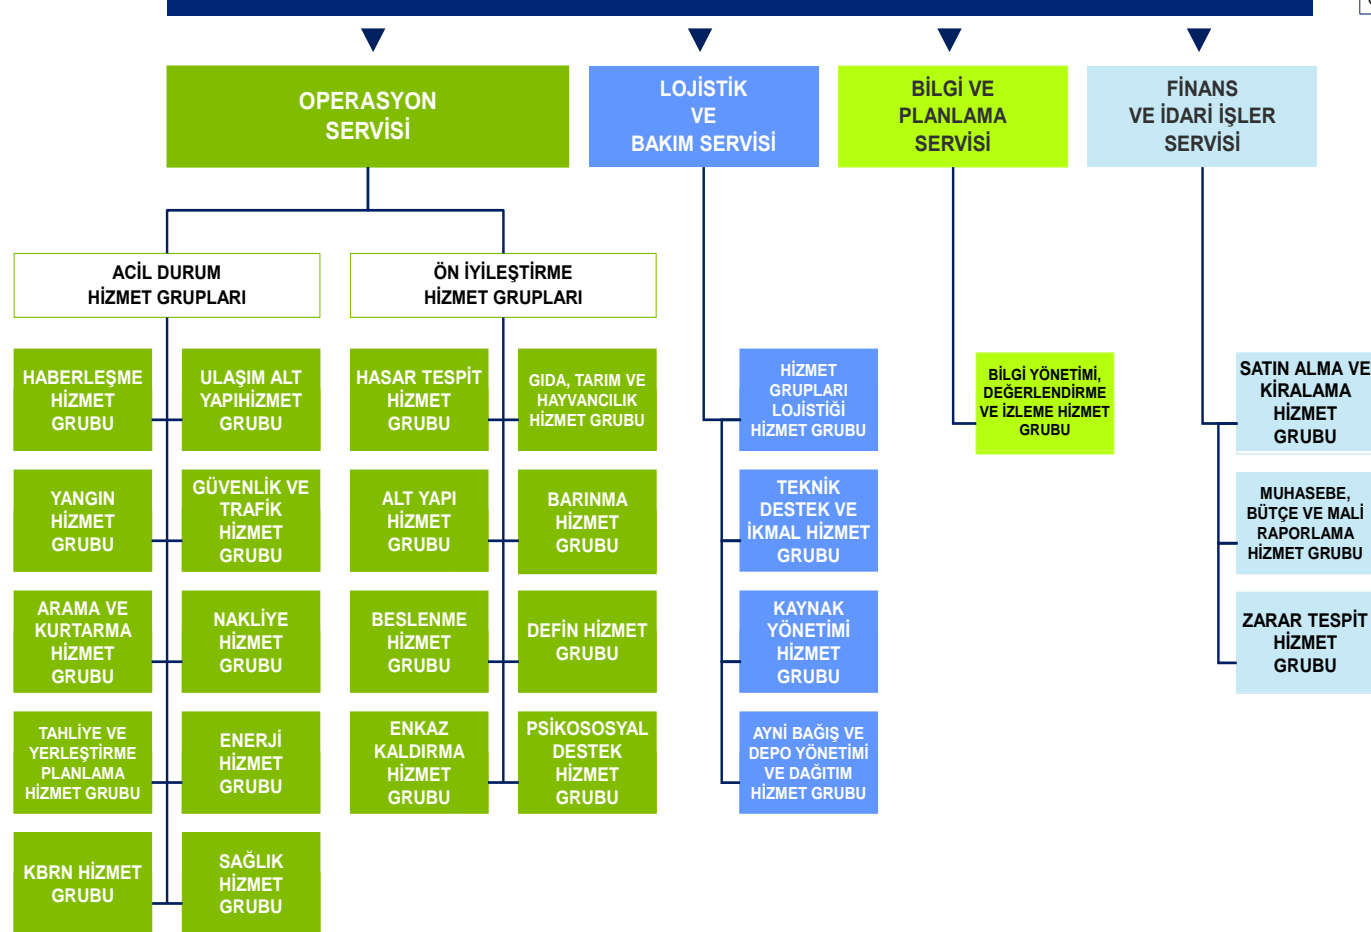 OPERASYON
SERVİSİ
LOJİSTİK
VE
BAKIM SERVİSİ
BİLGİ VE
PLANLAMA
SERVİSİ
FİNANS
VE İDARİ İŞLER
SERVİSİ
ACİL DURUM
HİZMET GRUPLARI
ÖN İYİLEŞTİRME
HİZMET GRUPLARI
HABERLEŞME
HİZMET
GRUBU
ULAŞIM ALT
YAPIHİZMET
GRUBU
HASAR TESPİT
HİZMET
GRUBU
GIDA, TARIM VE
HAYVANCILIK
HİZMET GRUBU
HİZMET
GRUPLARI
LOJİSTİĞİ
HİZMET GRUBU
BİLGİ YÖNETİMİ,
DEĞERLENDİRME
VE İZLEME HİZMET
GRUBU
SATIN ALMA VE
KİRALAMA
HİZMET
GRUBU
YANGIN
HİZMET
GRUBU
GÜVENLİK VE
TRAFİK
HİZMET
GRUBU
ALT YAPI
HİZMET
GRUBU
BARINMA
HİZMET
GRUBU
TEKNİK
DESTEK VE
İKMAL HİZMET
GRUBU
MUHASEBE,
BÜTÇE VE MALİ
RAPORLAMA
HİZMET GRUBU
ARAMA VE
KURTARMA
HİZMET
GRUBU
NAKLİYE
HİZMET
GRUBU
BESLENME
HİZMET
GRUBU
DEFİN HİZMET
GRUBU
KAYNAK
YÖNETİMİ
HİZMET
GRUBU
ZARAR TESPİT
HİZMET
GRUBU
TAHLİYE VE
YERLEŞTİRME
PLANLAMA
HİZMET GRUBU
ENERJİ
HİZMET
GRUBU
ENKAZ
KALDIRMA
HİZMET
GRUBU
PSİKOSOSYAL
DESTEK
HİZMET
GRUBU
AYNİ BAĞIŞ VE
DEPO YÖNETİMİ
VE DAĞITIM
HİZMET GRUBU
KBRN HİZMET
GRUBU
SAĞLIK
HİZMET
GRUBU